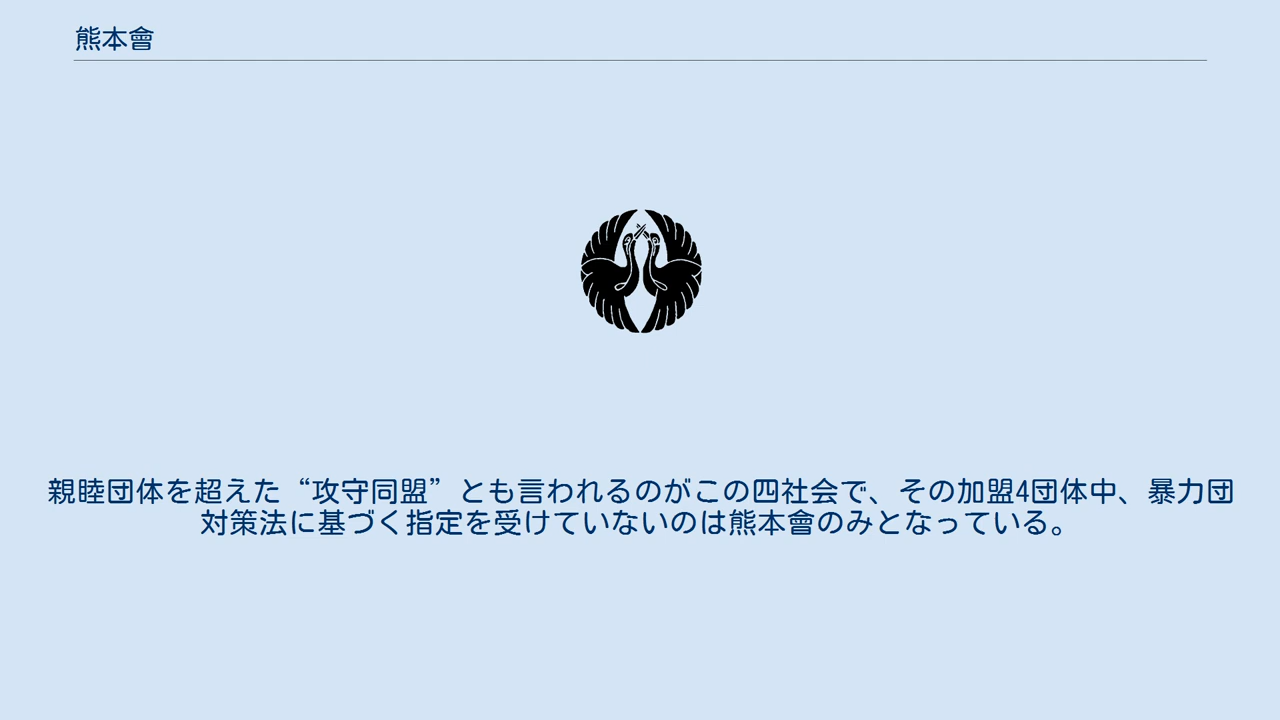 熊本會
親睦団体を超えた“攻守同盟”とも言われるのがこの四社会で、その加盟4団体中、暴力団
対策法に基づく指定を受けていないのは熊本會のみとなっている。